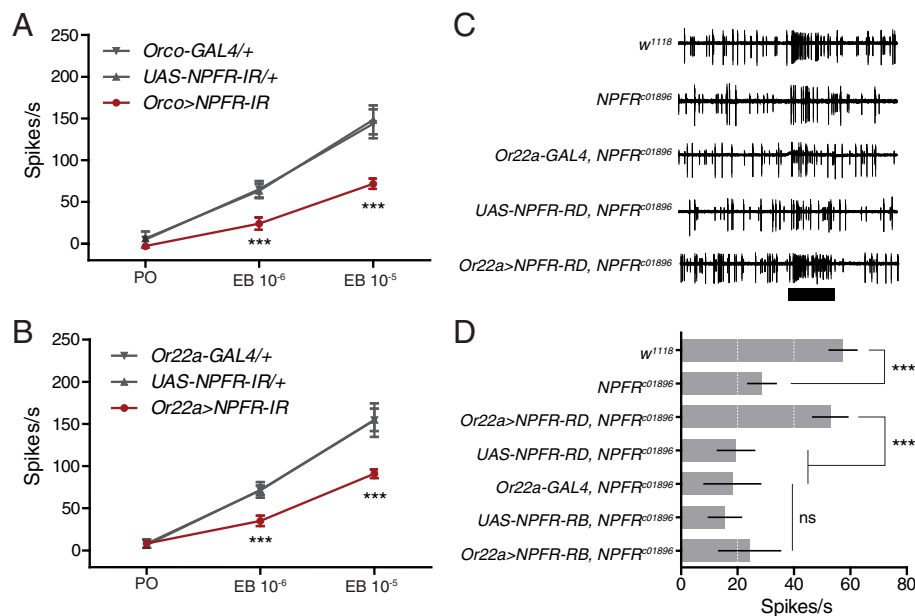 A
Orco-GAL4/+
UAS-NPFR-IR/+
Orco>NPFR-IR
Spikes/s
250
200
150
100
50
0
***
***
PO
EB 10⁻⁶
EB 10⁻⁵
B
Or22a-GAL4/+
UAS-NPFR-IR/+
Or22a>NPFR-IR
Spikes/s
250
200
150
100
50
0
***
***
PO
EB 10⁻⁶
EB 10⁻⁵
C
w¹¹¹⁸
NPFRᶜ⁰¹⁸⁹⁶
Or22a-GAL4, NPFRᶜ⁰¹⁸⁹⁶
UAS-NPFR-RD, NPFRᶜ⁰¹⁸⁹⁶
Or22a>NPFR-RD, NPFRᶜ⁰¹⁸⁹⁶
D
w¹¹¹⁸
NPFRᶜ⁰¹⁸⁹⁶
Or22a>NPFR-RD, NPFRᶜ⁰¹⁸⁹⁶
UAS-NPFR-RD, NPFRᶜ⁰¹⁸⁹⁶
Or22a-GAL4, NPFRᶜ⁰¹⁸⁹⁶
UAS-NPFR-RB, NPFRᶜ⁰¹⁸⁹⁶
Or22a>NPFR-RB, NPFRᶜ⁰¹⁸⁹⁶
***
***
ns
0 20 40 60 80
Spikes/s